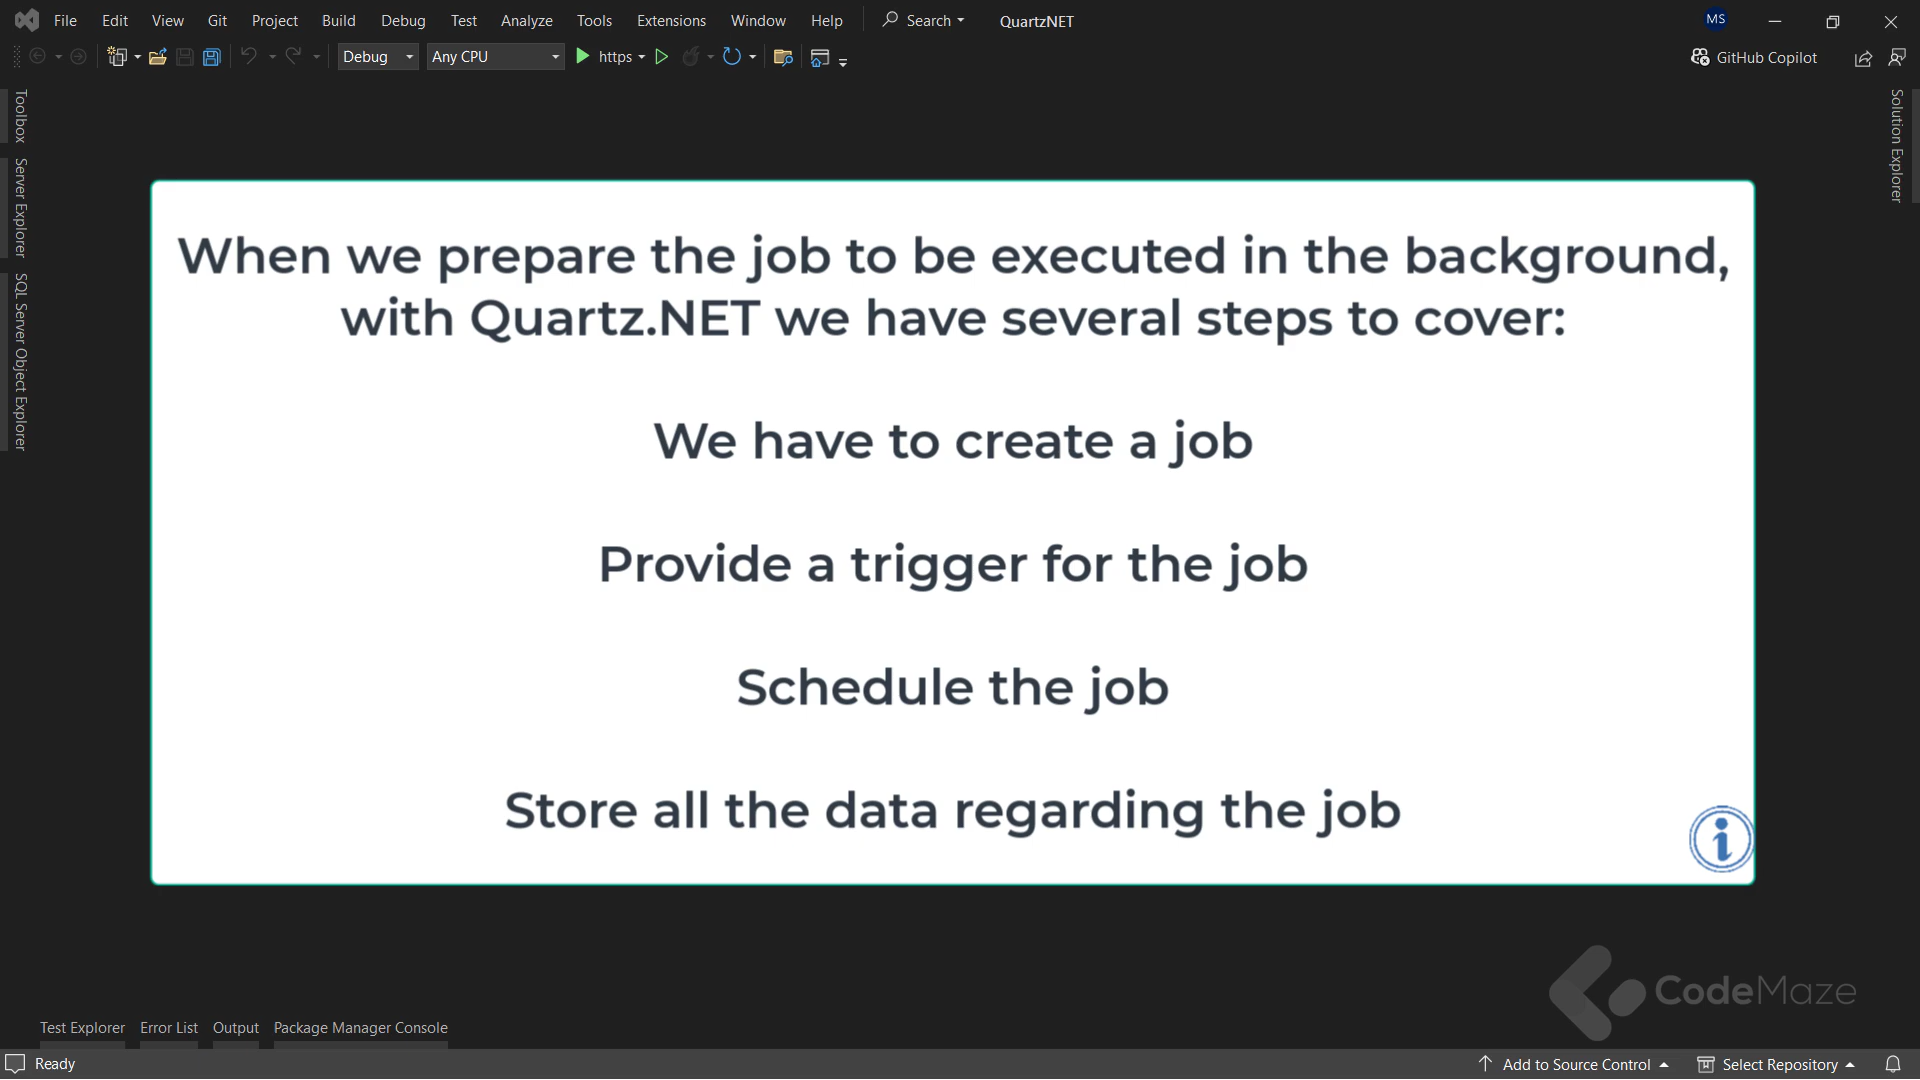 File Edit View Git Project Build Debug Test Analyze Tools Extensions Window Help Search QuartzNET MS
Debug Any CPU https GitHub Copilot
Toolbox
Server Explorer
SQL Server Object Explorer
Solution Explorer
When we prepare the job to be executed in the background,
with Quartz.NET we have several steps to cover:
We have to create a job
Provide a trigger for the job
Schedule the job
Store all the data regarding the job
CodeMaze
Test Explorer Error List Output Package Manager Console
Ready Add to Source Control Select Repository